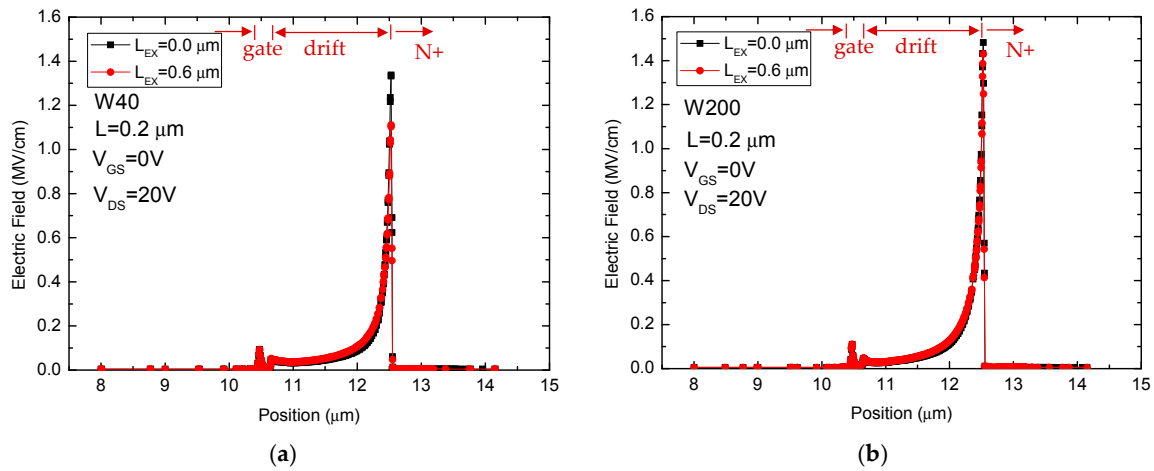 gate drift N+
L_EX=0.0 μm
L_EX=0.6 μm
W40
L=0.2 μm
V_GS=0V
V_DS=20V
Electric Field (MV/cm)
1.6
1.4
1.2
1.0
0.8
0.6
0.4
0.2
0.0
8 9 10 11 12 13 14 15
Position (μm)
(a)
gate drift N+
L_EX=0.0 μm
L_EX=0.6 μm
W200
L=0.2 μm
V_GS=0V
V_DS=20V
Electric Field (MV/cm)
1.6
1.4
1.2
1.0
0.8
0.6
0.4
0.2
0.0
8 9 10 11 12 13 14 15
Position (μm)
(b)